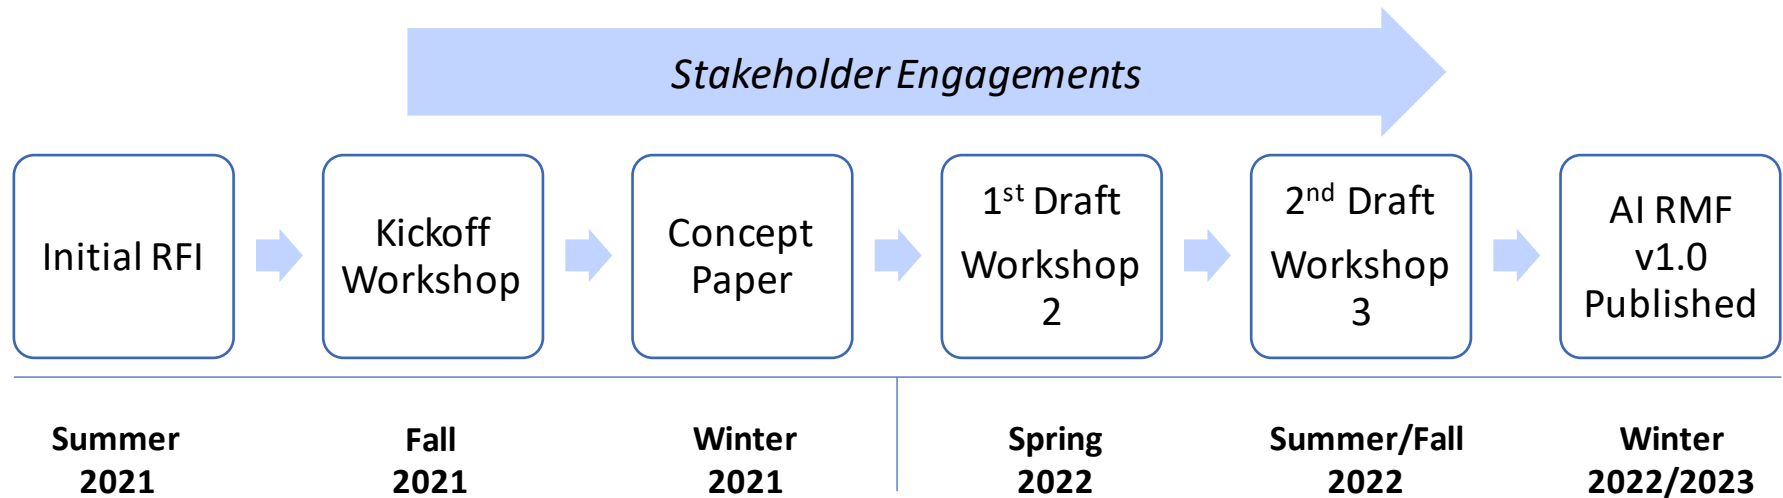 Stakeholder Engagements
Initial RFI
Kickoff
Workshop
Concept
Paper
1st Draft
Workshop
2
2nd Draft
Workshop
3
AI RMF
v1.0
Published
Summer
2021
Fall
2021
Winter
2021
Spring
2022
Summer/Fall
2022
Winter
2022/2023